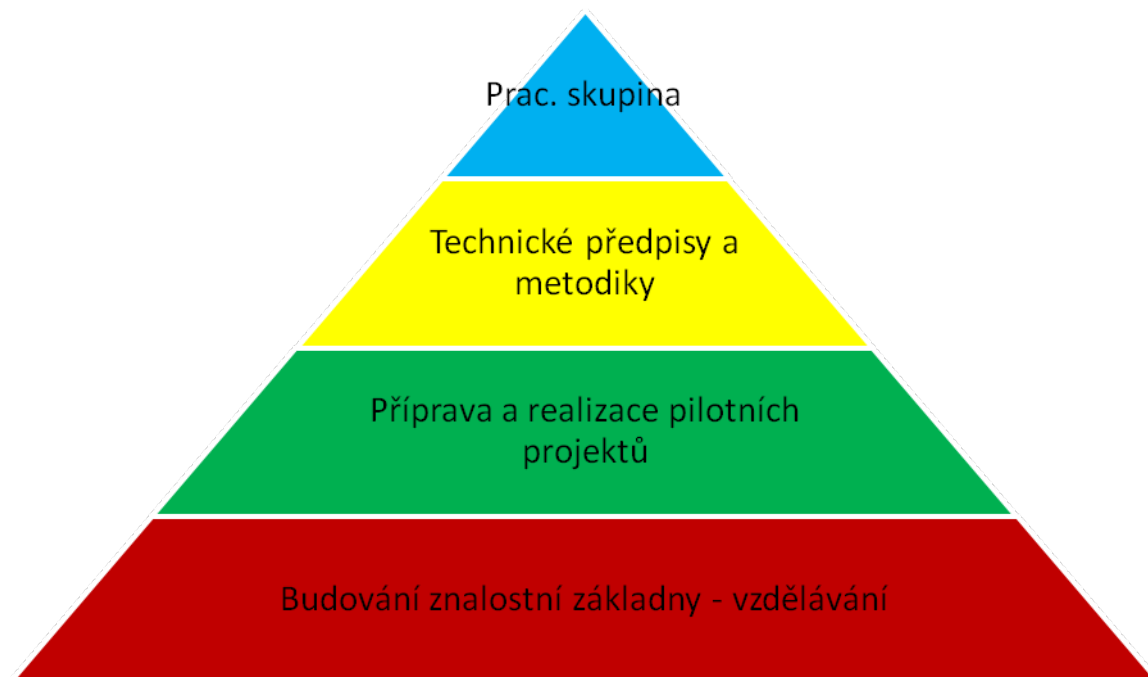 Prac. skupina
Technické předpisy a
metodiky
Příprava a realizace pilotních
projektů
Budování znalostní základny - vzdělávání